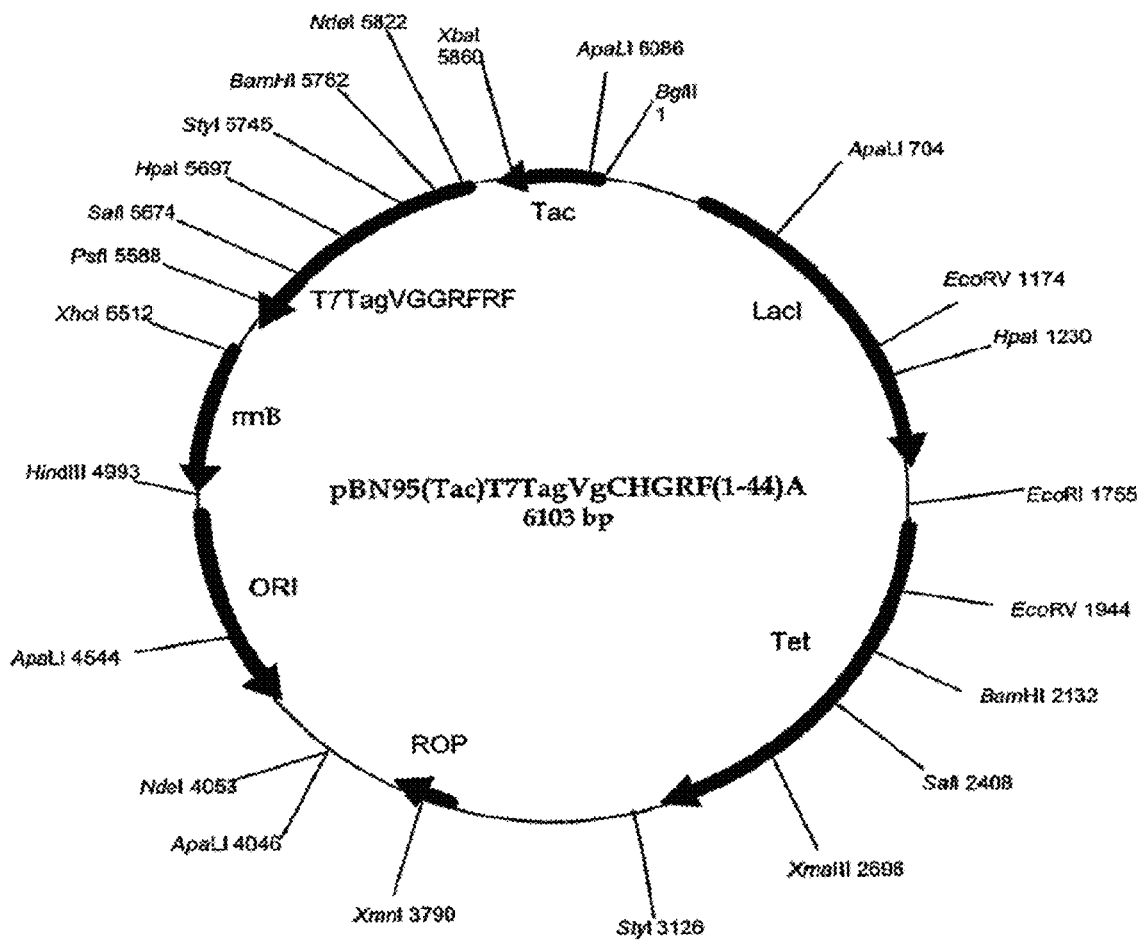 NdeI 5822
XbaI
5860
ApaLI 6086
BglII
1
BamHI 5762
StyI 5745
HpaI 5697
SalI 5674
PstI 5588
XhoI 5512
ApaLI 704
EcoRV 1174
HpaI 1230
Tac
T7TagVGGRFRF
LacI
rrnB
HindIII 4993
pBN95(Tac)T7TagVgCHGRF(1-44)A
6103 bp
EcoRI 1755
ORI
EcoRV 1944
Tet
ApaLI 4544
BamHI 2132
ROP
SalI 2408
NdeI 4053
ApaLI 4046
XmaIII 2698
XmnI 3790
StyI 3126